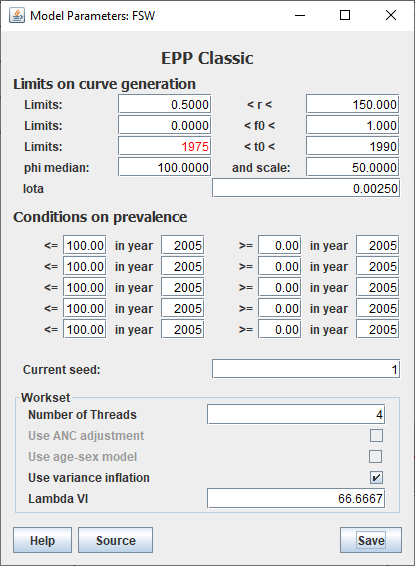 Model Parameters: FSW
EPP Classic
Limits on curve generation
Limits: 0.5000 < r < 150.000
Limits: 0.0000 < f0 < 1.000
Limits: 1975 < t0 < 1990
phi median: 100.0000 and scale: 50.0000
Iota 0.00250
Conditions on prevalence
<= 100.00 in year 2005 >= 0.00 in year 2005
<= 100.00 in year 2005 >= 0.00 in year 2005
<= 100.00 in year 2005 >= 0.00 in year 2005
<= 100.00 in year 2005 >= 0.00 in year 2005
<= 100.00 in year 2005 >= 0.00 in year 2005
Current seed: 1
Workset
Number of Threads 4
Use ANC adjustment
Use age-sex model
Use variance inflation
Lambda VI 66.6667
Help Source Save